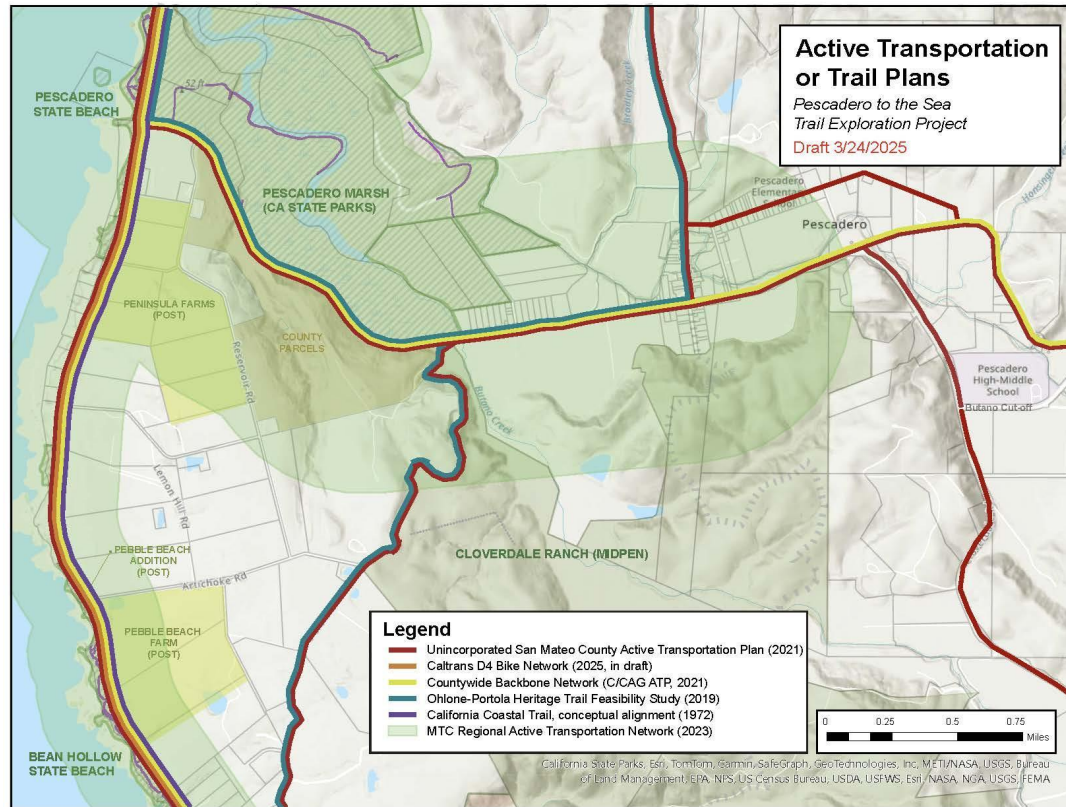 Active Transportation
or Trail Plans
Pescadero to the Sea
Trail Exploration Project
Draft 3/24/2025
52 ft
Bradley Creek
PESCADERO
STATE BEACH
PESCADERO MARSH
(CA STATE PARKS)
Pescadero
Elementary
School
Pescadero
PENINSULA FARMS
(POST)
COUNTY
PARCELS
Reservoir Rd
Butano Creek
Pescadero
High-Middle
School
Butano Cut-off
Lemon Hill Rd
PEBBLE BEACH
ADDITION
(POST)
Artichoke Rd
CLOVERDALE RANCH (MIDPEN)
PEBBLE BEACH
FARM
(POST)
BEAN HOLLOW
STATE BEACH
Legend
Unincorporated San Mateo County Active Transportation Plan (2021)
Caltrans D4 Bike Network (2025, in draft)
Countywide Backbone Network (C/CAG ATP, 2021)
Ohlone-Portola Heritage Trail Feasibility Study (2019)
California Coastal Trail, conceptual alignment (1972)
MTC Regional Active Transportation Network (2023)
0 0.25 0.5 0.75
Miles
California State Parks, Esri, TomTom, Garmin, SafeGraph, GeoTechnologies, Inc, METI/NASA, USGS, Bureau
of Land Management, EPA, NPS, US Census Bureau, USDA, USFWS, Esri, NASA, NGA, USGS, FEMA